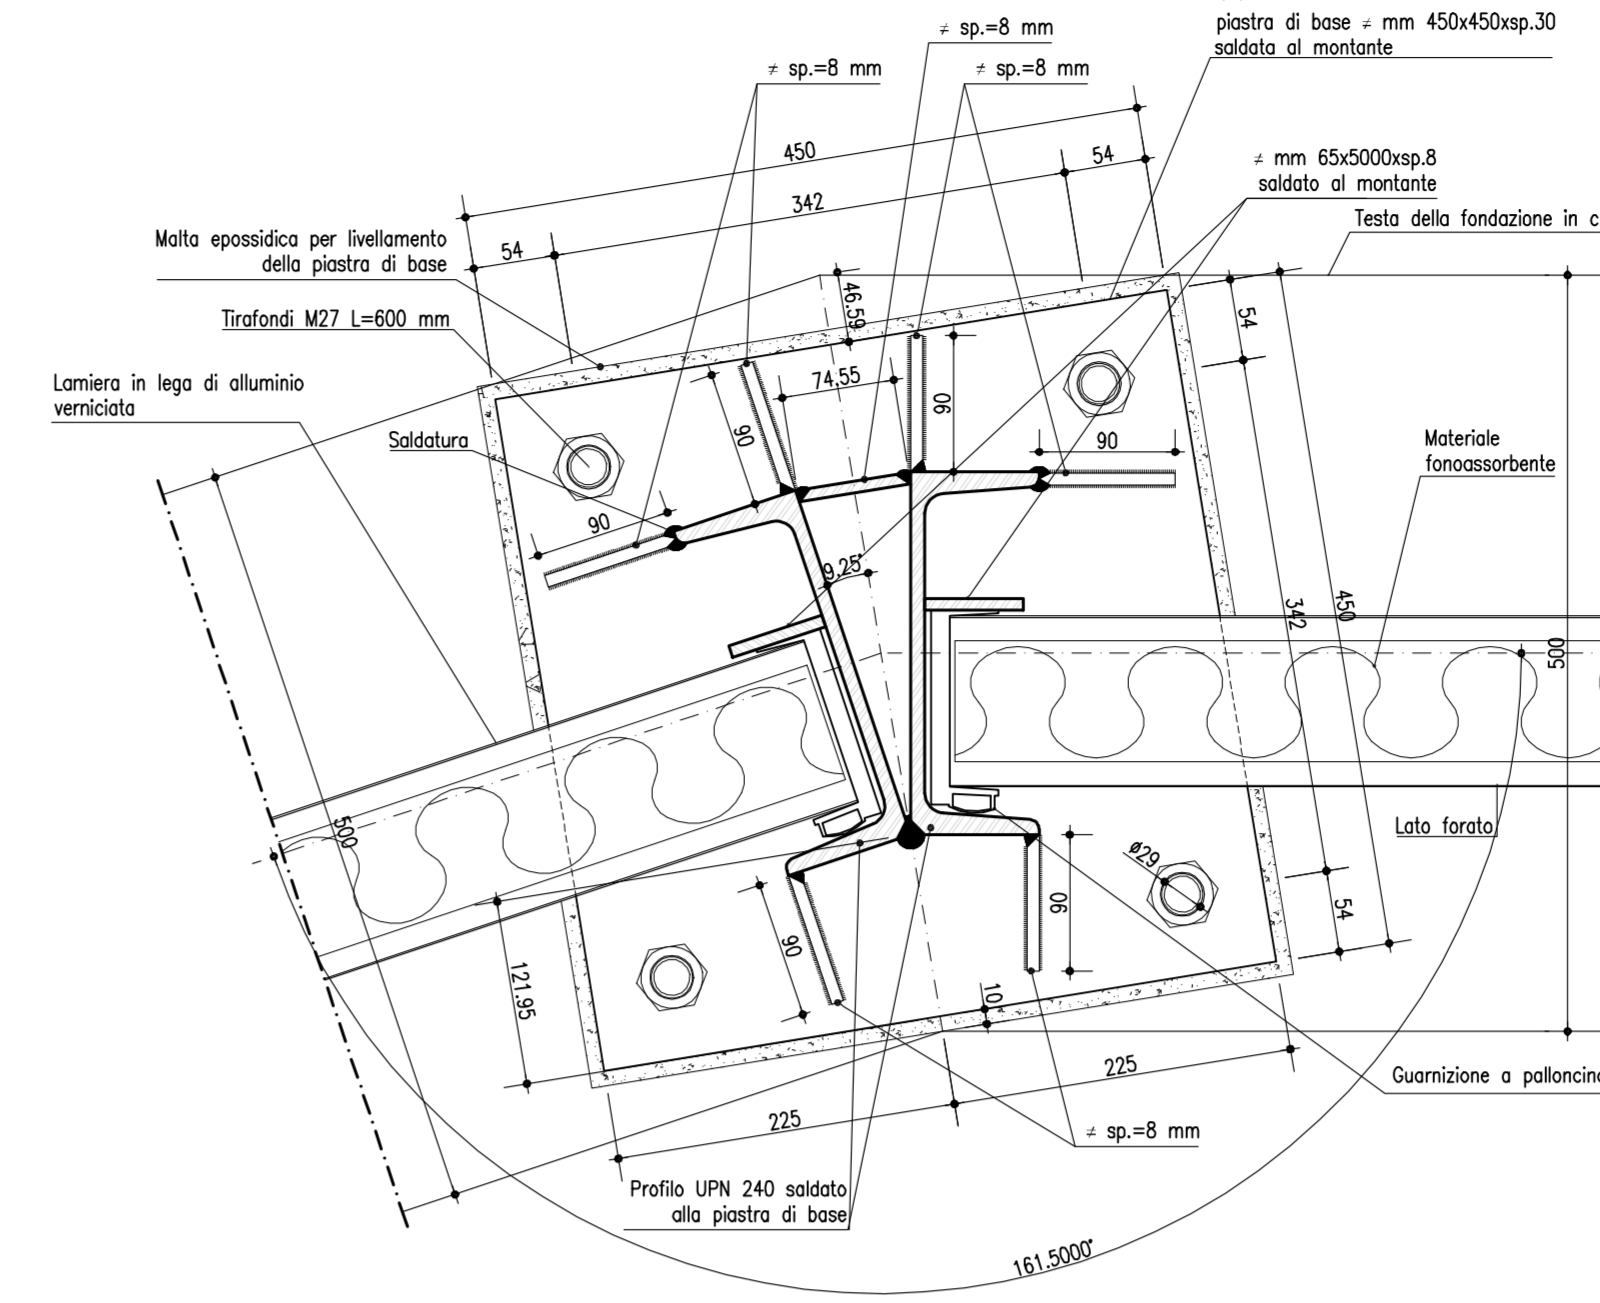 ≠ sp.=8 mm
≠ sp.=8 mm
≠ sp.=8 mm
piastra di base ≠ mm 450x450xsp.30
saldata al montante
450
54
342
54
≠ mm 65x5000xsp.8
saldato al montante
Testa della fondazione in c
Malta epossidica per livellamento
della piastra di base
Tirafondi M27 L=600 mm
Lamiera in lega di alluminio
verniciata
Saldatura
46.59
74,55
90
90
90
90
54
Materiale
fonoassorbente
9,25°
342
450
500
500
Lato forato
ø29
90
90
54
121.95
10
225
225
Guarnizione a palloncino
≠ sp.=8 mm
Profilo UPN 240 saldato
alla piastra di base
161.5000°